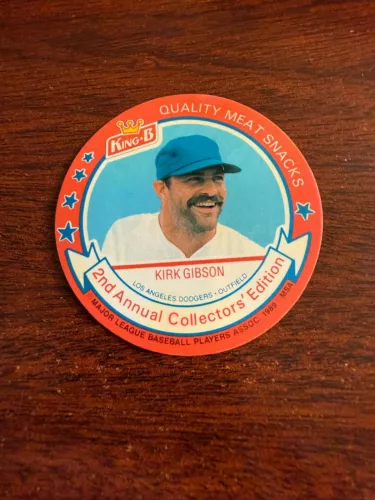 KING-B
QUALITY MEAT SNACKS
KIRK GIBSON
LOS ANGELES DODGERS • OUTFIELD
2nd Annual Collectors' Edition
MAJOR LEAGUE BASEBALL PLAYERS ASSOC. 1989 MSA